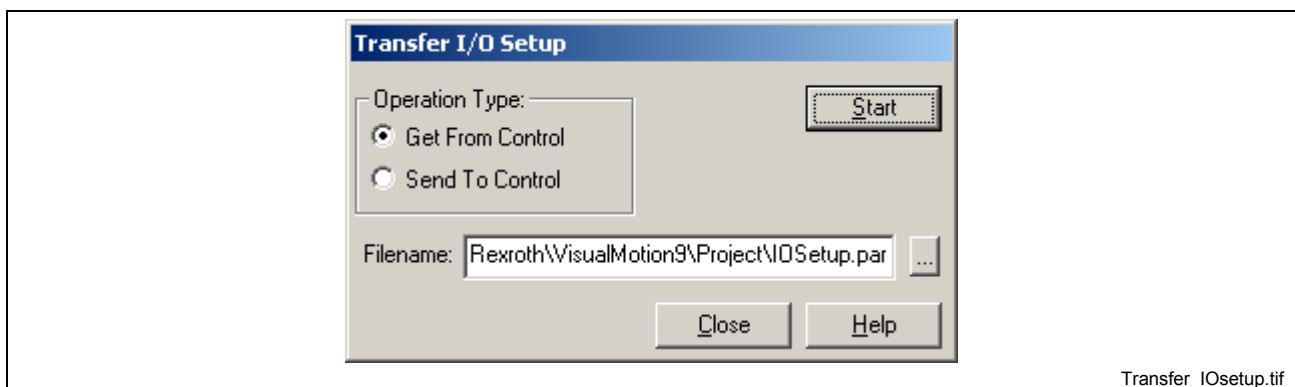 Transfer I/O Setup
Operation Type:
Start
Get From Control
Send To Control
Filename: Rexroth\VisualMotion9\Project\IOSetup.par ...
Close Help
Transfer_IOsetup.tif